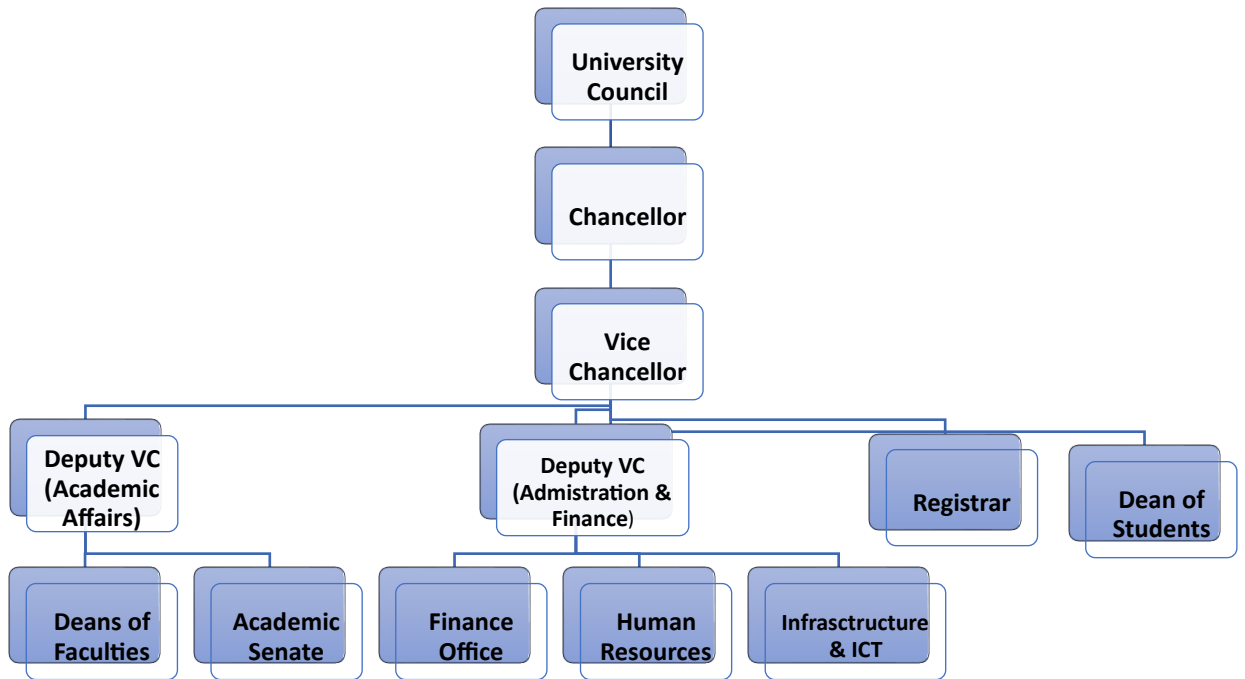 University
Council
Chancellor
Vice
Chancellor
Deputy VC
(Academic
Affairs)
Deputy VC
(Admistration &
Finance)
Registrar
Dean of
Students
Deans of
Faculties
Academic
Senate
Finance
Office
Human
Resources
Infrasctructure
& ICT